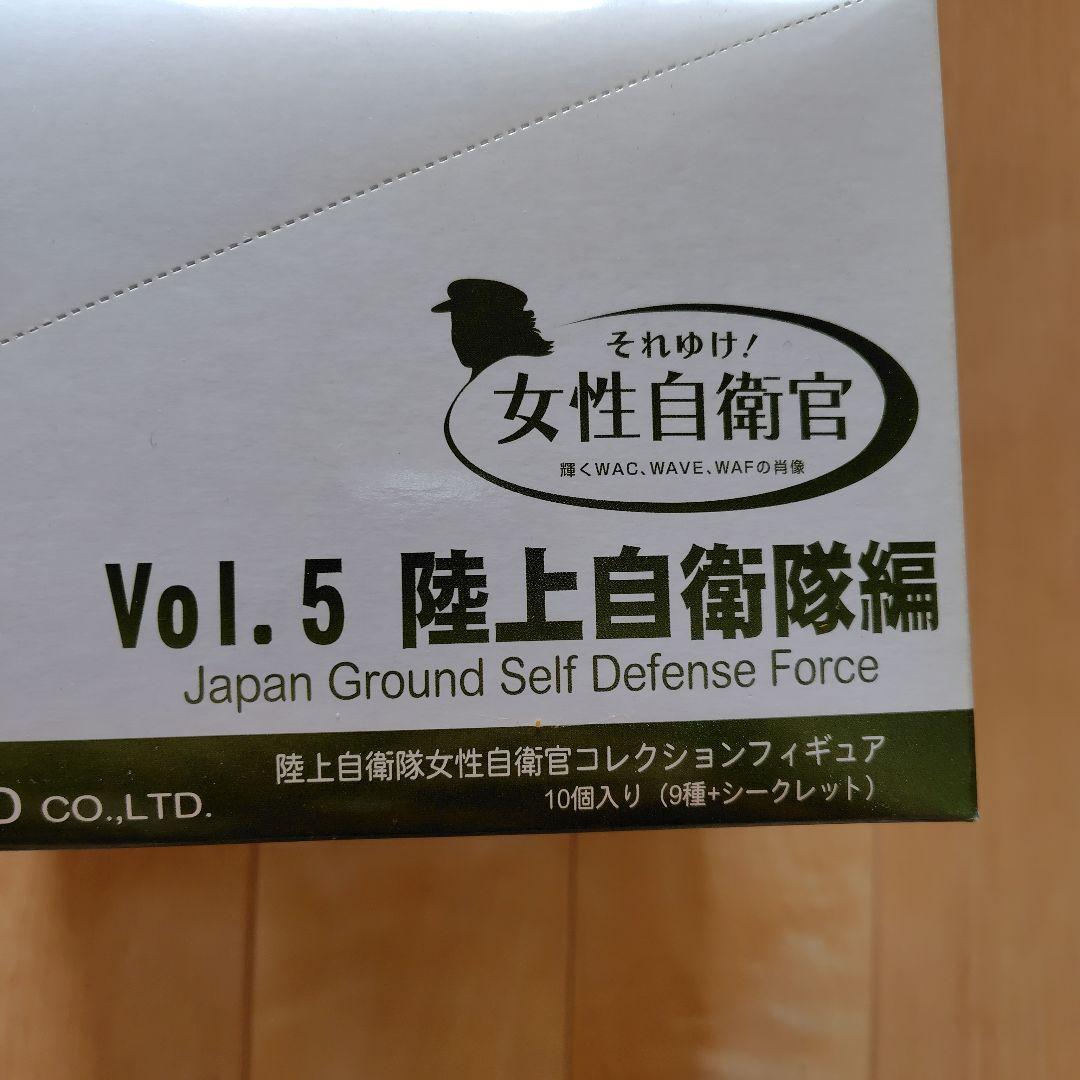 それゆけ!
女性自衛官
輝くWAC、WAVE、WAFの肖像
Vol.5 陸上自衛隊編
Japan Ground Self Defense Force
陸上自衛隊女性自衛官コレクションフィギュア
10個入り（9種+シークレット）
CO.,LTD.